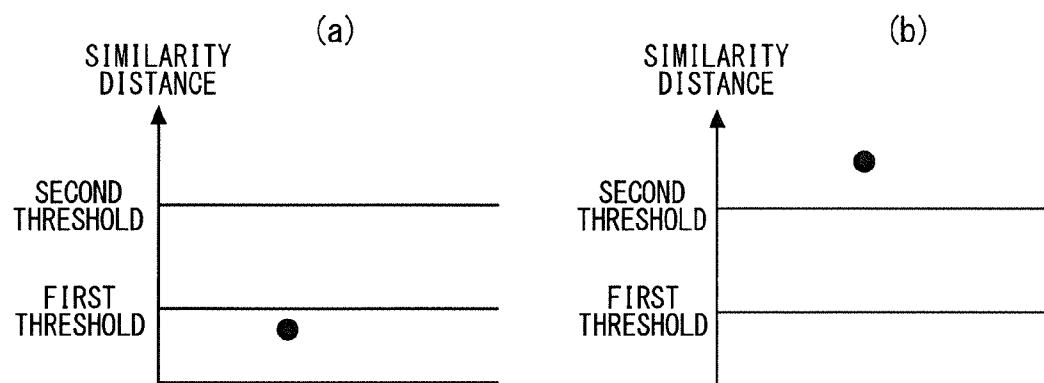 (a)
SIMILARITY
DISTANCE
SECOND
THRESHOLD
FIRST
THRESHOLD
(b)
SIMILARITY
DISTANCE
SECOND
THRESHOLD
FIRST
THRESHOLD